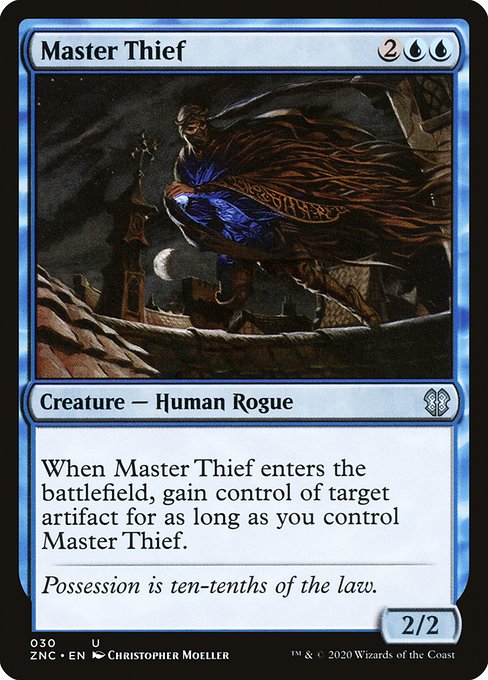 Master Thief 2
Creature — Human Rogue
When Master Thief enters the
battlefield, gain control of target
artifact for as long as you control
Master Thief.
Possession is ten-tenths of the law.
2/2
030 U
ZNC • EN Christopher Moeller ™ & © 2020 Wizards of the Coast